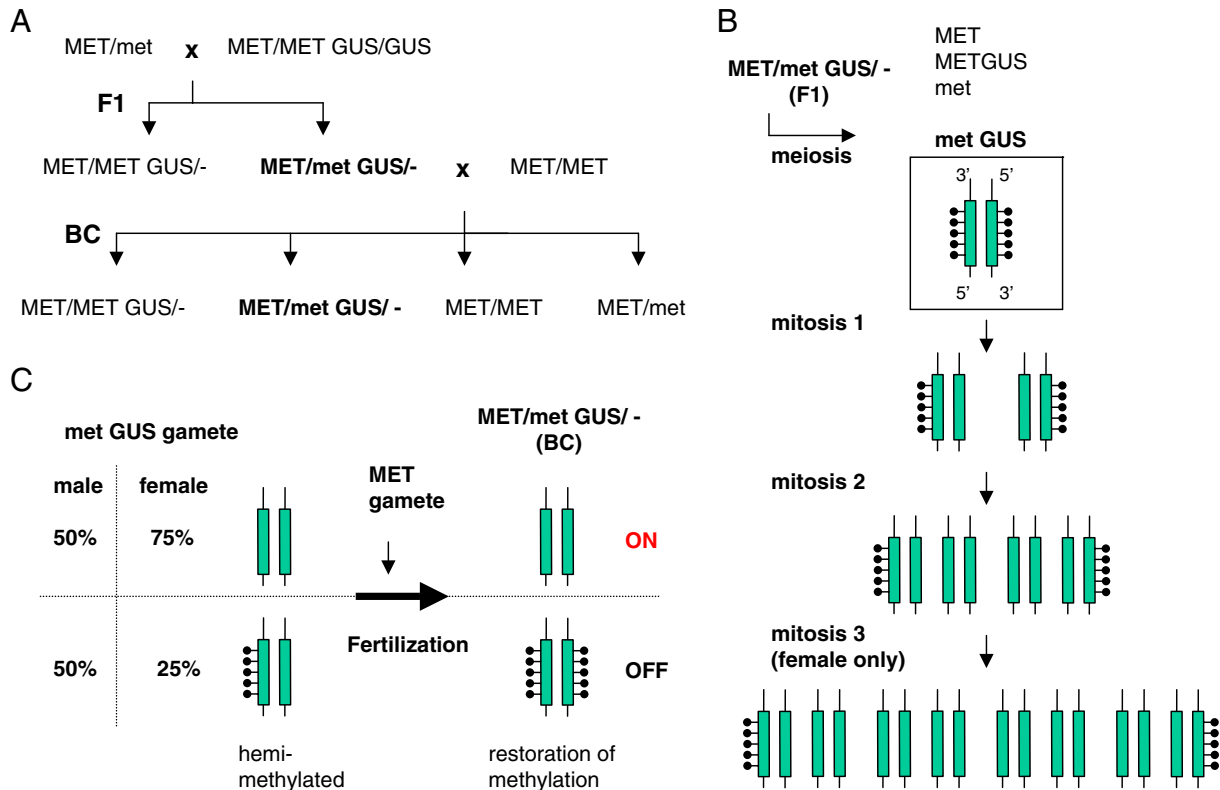 A
MET/met x MET/MET GUS/GUS
F1
MET/MET GUS/- MET/met GUS/- x MET/MET
BC
MET/MET GUS/- MET/met GUS/ - MET/MET MET/met
B
MET
METGUS
met
MET/met GUS/ -
(F1)
meiosis
met GUS
3’ 5’
5’ 3’
mitosis 1
mitosis 2
mitosis 3
(female only)
C
met GUS gamete
male female
50% 75%
50% 25%
hemi-
methylated
MET
gamete
Fertilization
MET/met GUS/ -
(BC)
ON
OFF
restoration of
methylation